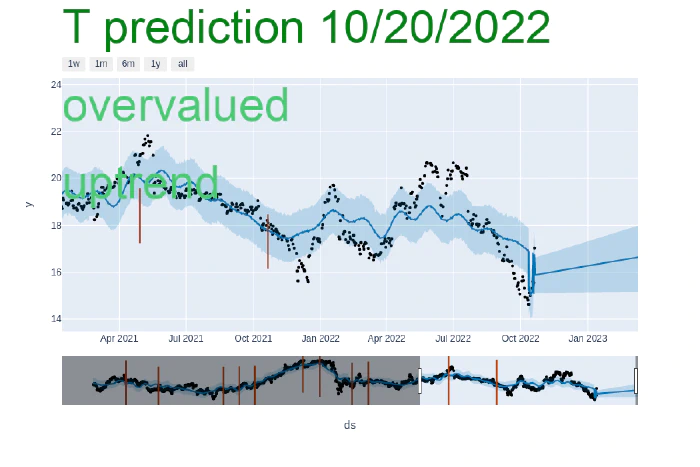 T prediction 10/20/2022
1w 1m 6m 1y all
overvalued
uptrend
24
22
20
18
16
14
y
Apr 2021 Jul 2021 Oct 2021 Jan 2022 Apr 2022 Jul 2022 Oct 2022 Jan 2023
ds